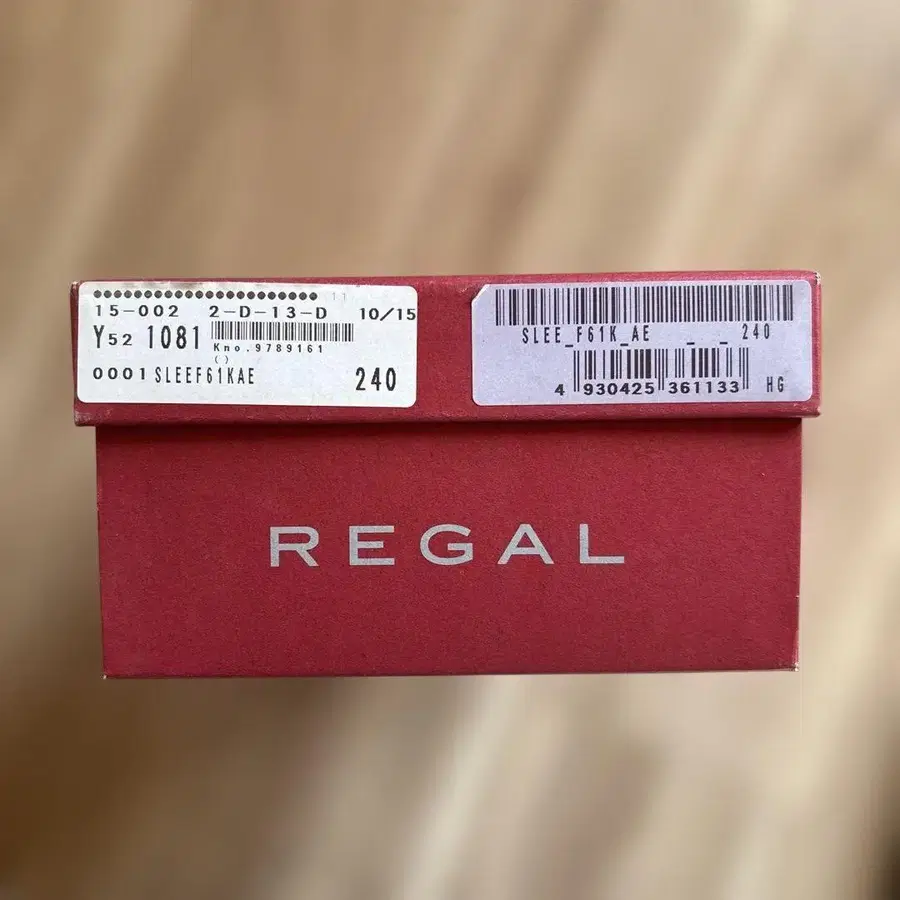 15-002 2-D-13-D 10/15
Y52 1081
Kno.9789161
()
0001 SLEEF61KAE 240
SLEE_F61K_AE _ _ 240
4 930425 361133 HG
REGAL